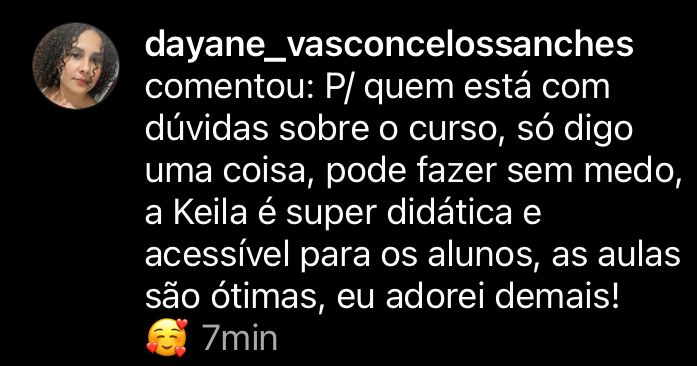 dayane_vasconcelossanches
comentou: P/ quem está com
dúvidas sobre o curso, só digo
uma coisa, pode fazer sem medo,
a Keila é super didática e
acessível para os alunos, as aulas
são ótimas, eu adorei demais!
🥰 7min